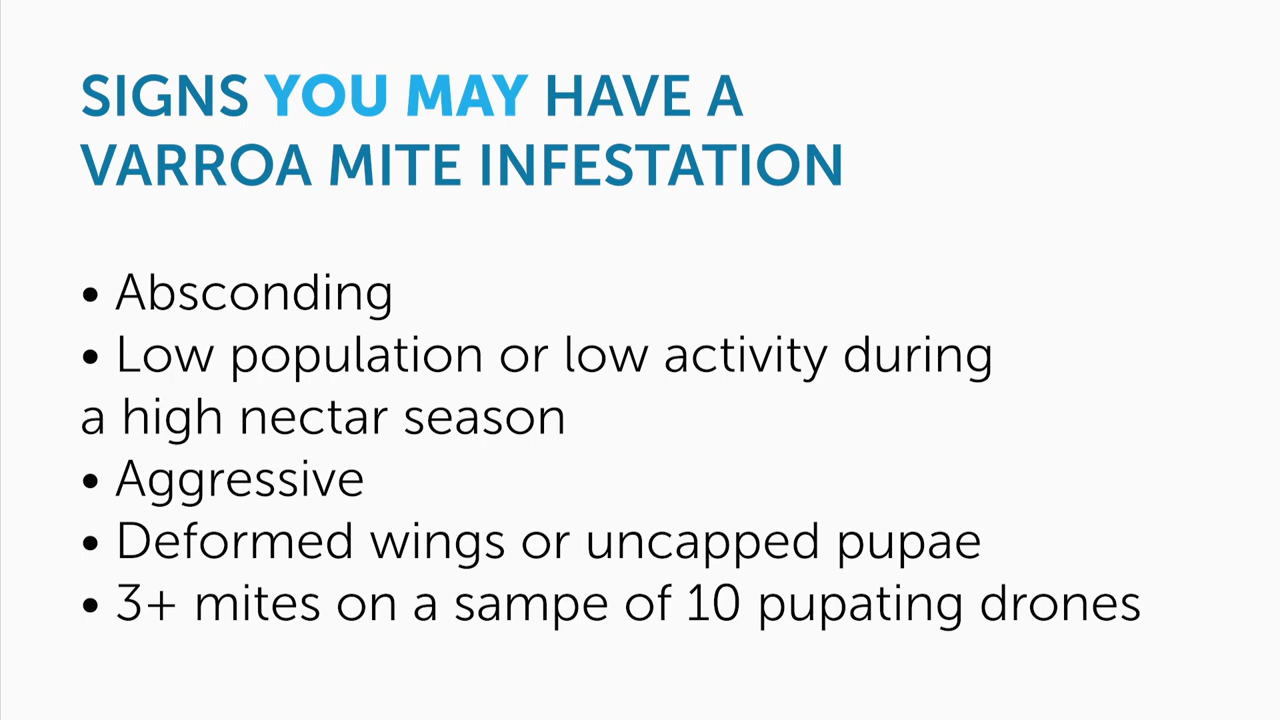 SIGNS YOU MAY HAVE A
VARROA MITE INFESTATION
• Absconding
• Low population or low activity during
a high nectar season
• Aggressive
• Deformed wings or uncapped pupae
• 3+ mites on a sampe of 10 pupating drones